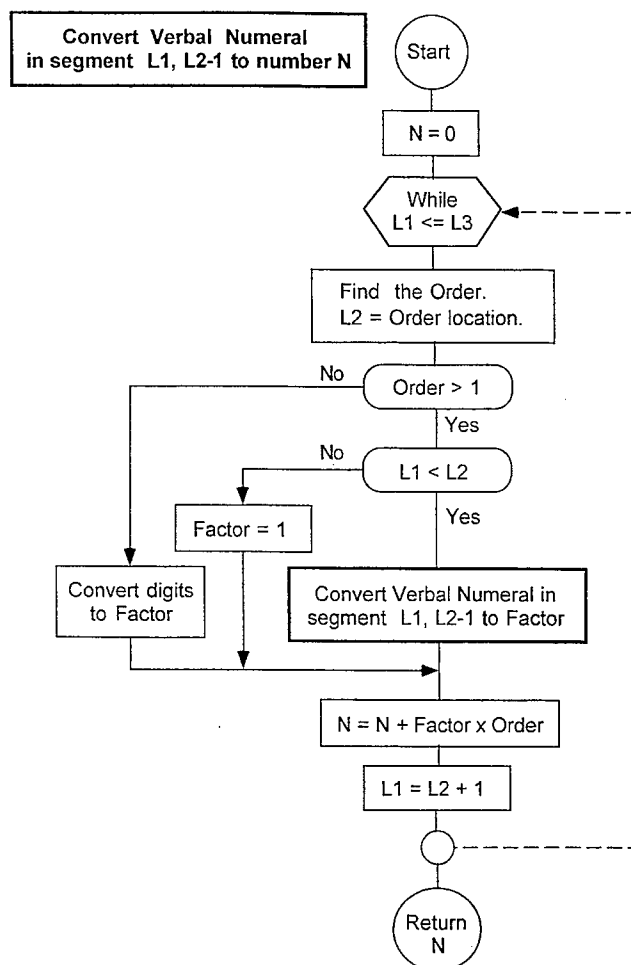 Convert Verbal Numeral
in segment L1, L2-1 to number N
Start
N = 0
While
L1 <= L3
Find the Order.
L2 = Order location.
No
Order > 1
Yes
No
L1 < L2
Yes
Factor = 1
Convert digits
to Factor
Convert Verbal Numeral in
segment L1, L2-1 to Factor
N = N + Factor x Order
L1 = L2 + 1
Return
N